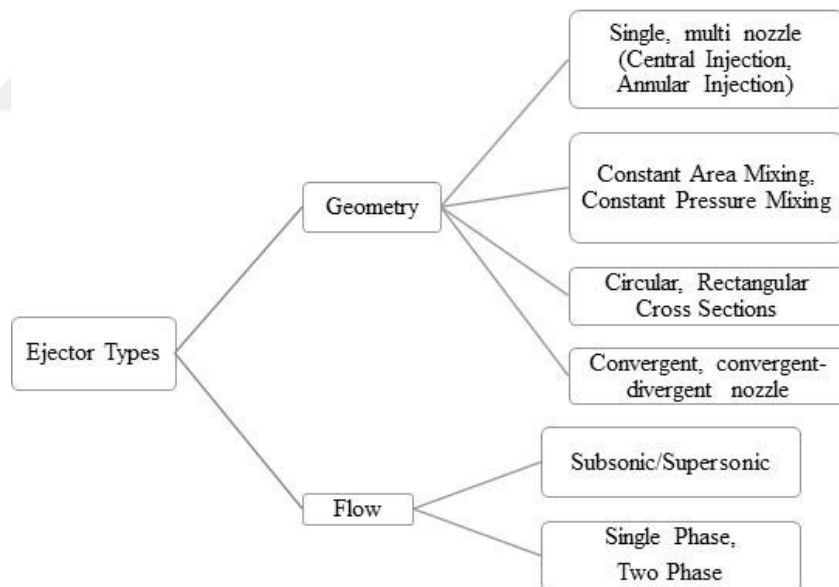 Single, multi nozzle
(Central Injection,
Annular Injection)
Constant Area Mixing,
Constant Pressure Mixing
Geometry
Circular, Rectangular
Cross Sections
Ejector Types
Convergent, convergent-
divergent nozzle
Subsonic/Supersonic
Flow
Single Phase,
Two Phase